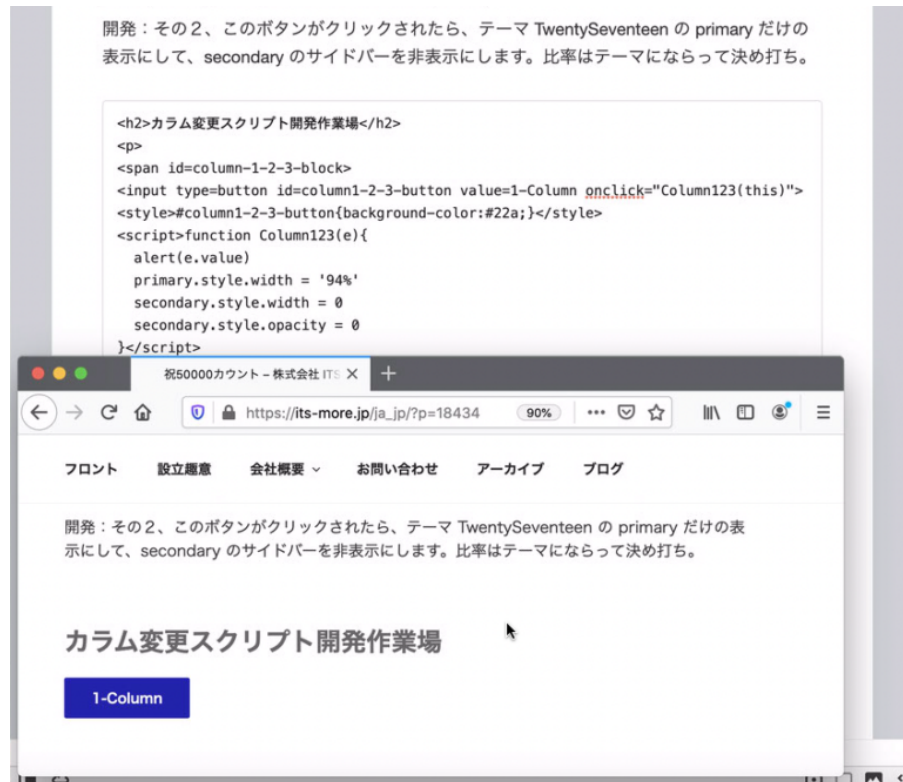 開発：その２、このボタンがクリックされたら、テーマ TwentySeventeen の primary だけの
表示にして、secondary のサイドバーを非表示にします。比率はテーマにならって決め打ち。
<h2>カラム変更スクリプト開発作業場</h2>
<p>
<span id=column-1-2-3-block>
<input type=button id=column1-2-3-button value=1-Column onclick="Column123(this)">
<style>#column1-2-3-button{background-color:#22a;}</style>
<script>function Column123(e){
alert(e.value)
primary.style.width = '94%'
secondary.style.width = 0
secondary.style.opacity = 0
}</script>
祝50000カウント – 株式会社 ITS
https://its-more.jp/ja_jp/?p=18434 90%
フロント 設立趣意 会社概要 お問い合わせ アーカイブ ブログ
開発：その２、このボタンがクリックされたら、テーマ TwentySeventeen の primary だけの表
示にして、secondary のサイドバーを非表示にします。比率はテーマにならって決め打ち。
カラム変更スクリプト開発作業場
1-Column